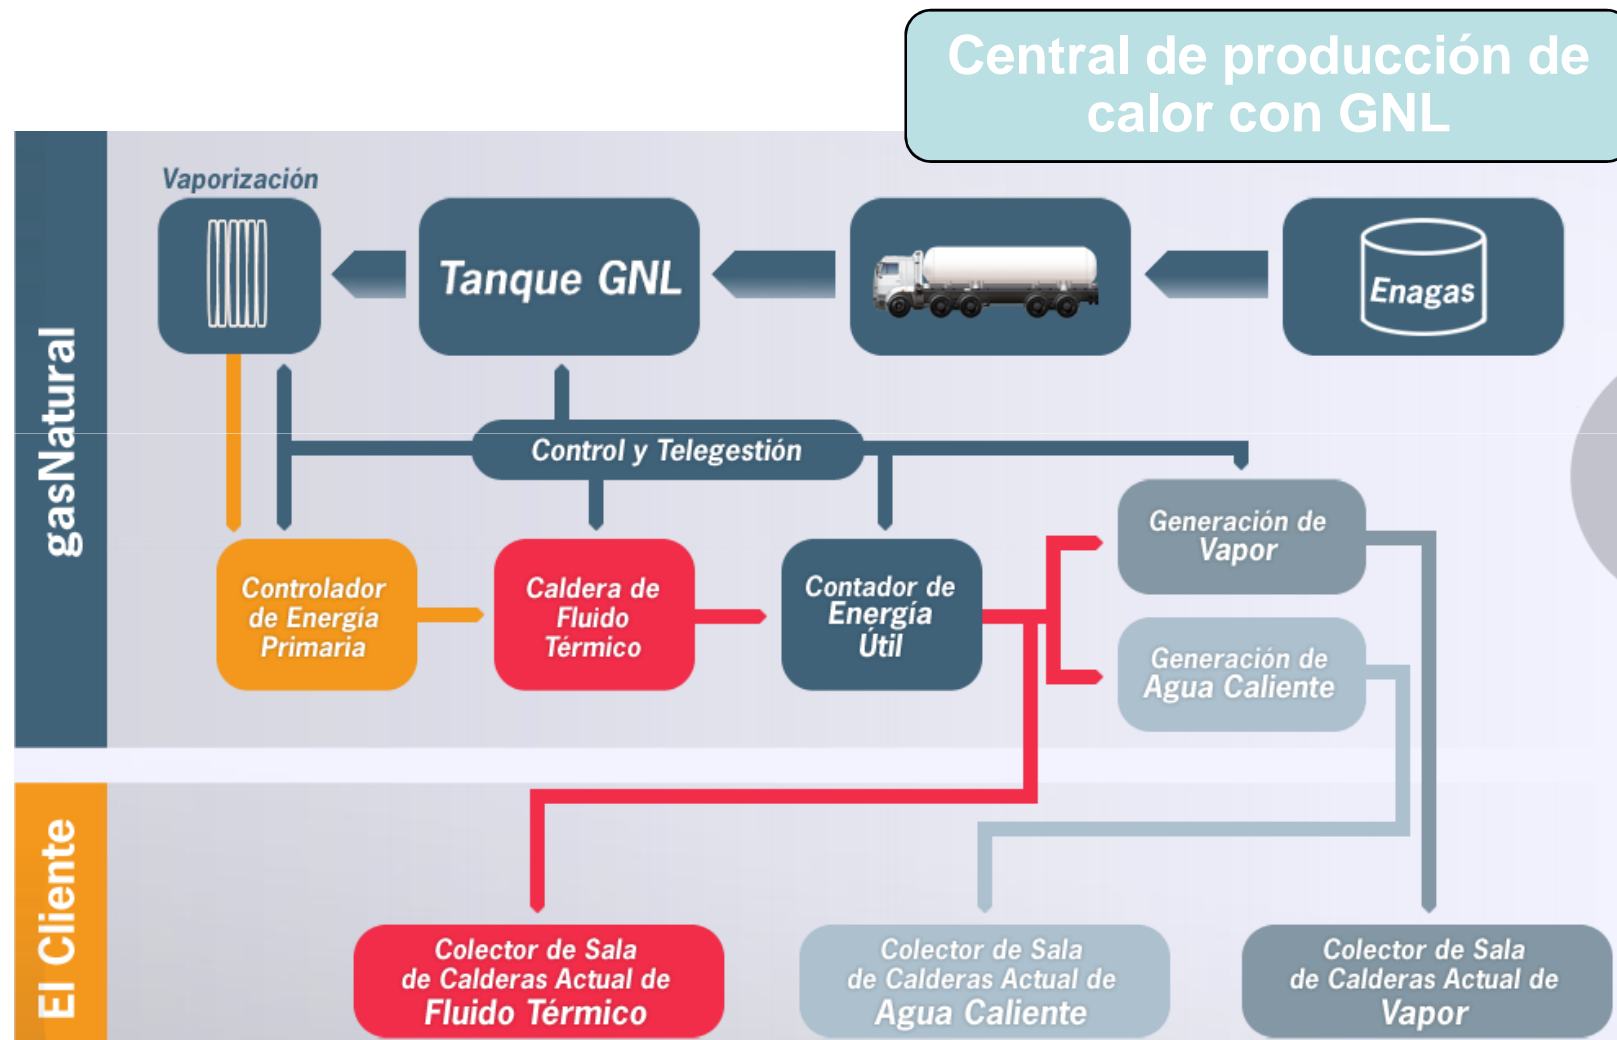 Central de producción de
calor con GNL
gasNatural
Vaporización
Tanque GNL
Enagas
Control y Telegestión
Controlador
de Energía
Primaria
Caldera de
Fluido
Térmico
Contador de
Energía
Útil
Generación de
Vapor
Generación de
Agua Caliente
El Cliente
Colector de Sala
de Calderas Actual de
Fluido Térmico
Colector de Sala
de Calderas Actual de
Agua Caliente
Colector de Sala
de Calderas Actual de
Vapor